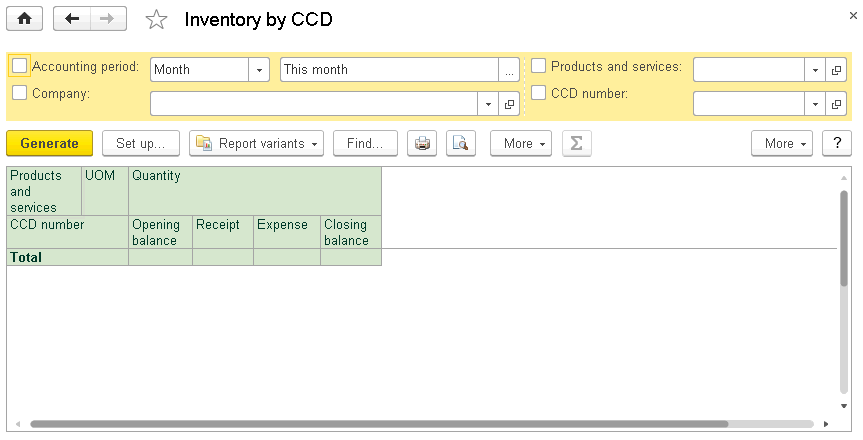 Inventory by CCD
Accounting period: Month This month ... Products and services:
Company: CCD number:
Generate Set up... Report variants Find... More Σ More ?
Products and services UOM Quantity
CCD number Opening balance Receipt Expense Closing balance
Total